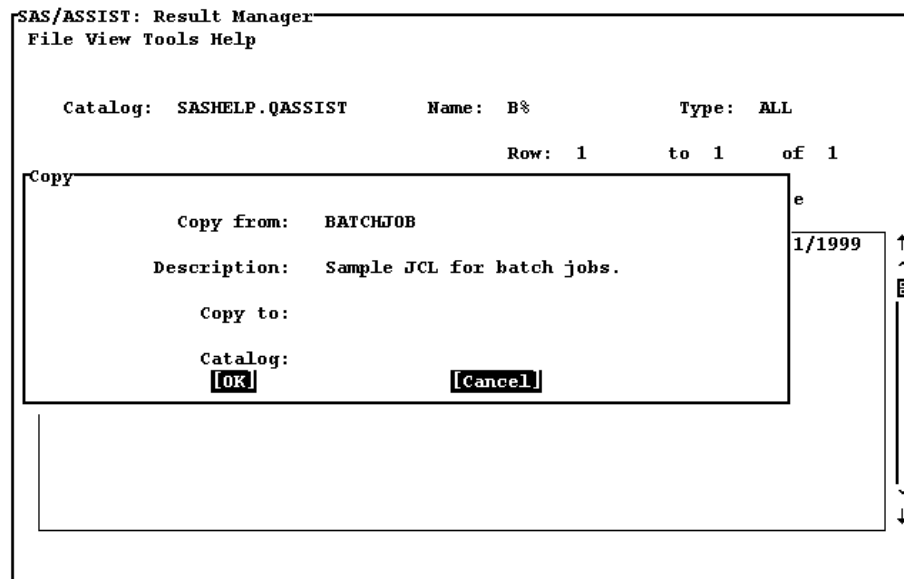 SAS/ASSIST: Result Manager
File View Tools Help
Catalog: SASHELP.QASSIST Name: B% Type: ALL
Row: 1 to 1 of 1
Copy
e
Copy from: BATCHJOB
1/1999
Description: Sample JCL for batch jobs.
Copy to:
Catalog:
[OK] [Cancel]